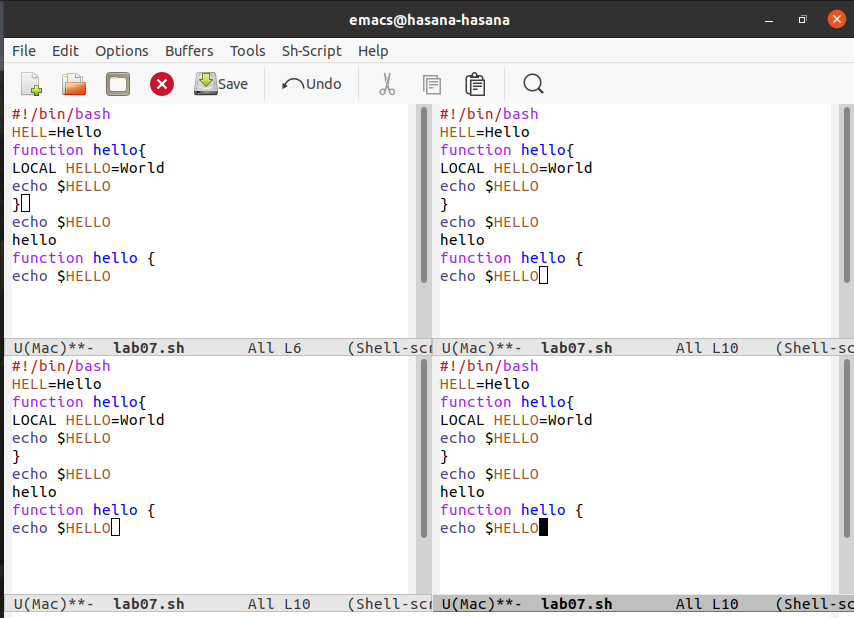 emacs@hasana-hasana
File Edit Options Buffers Tools Sh-Script Help
Save Undo
#!/bin/bash
HELL=Hello
function hello{
LOCAL HELLO=World
echo $HELLO
}
echo $HELLO
hello
function hello {
echo $HELLO
U(Mac)**- lab07.sh All L6 (Shell-scr
#!/bin/bash
HELL=Hello
function hello{
LOCAL HELLO=World
echo $HELLO
}
echo $HELLO
hello
function hello {
echo $HELLO
U(Mac)**- lab07.sh All L10 (Shell-sc
#!/bin/bash
HELL=Hello
function hello{
LOCAL HELLO=World
echo $HELLO
}
echo $HELLO
hello
function hello {
echo $HELLO
U(Mac)**- lab07.sh All L10 (Shell-scr
#!/bin/bash
HELL=Hello
function hello{
LOCAL HELLO=World
echo $HELLO
}
echo $HELLO
hello
function hello {
echo $HELLO
U(Mac)**- lab07.sh All L10 (Shell-sc